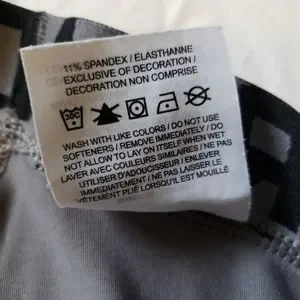 11% SPANDEX / ELASTHANNE
EXCLUSIVE OF DECORATION /
DECORATION NON COMPRISE
30C
WASH WITH LIKE COLORS / DO NOT USE
SOFTENERS / REMOVE IMMEDIATELY / DO
NOT ALLOW TO LAY ON ITSELF WHEN WET
LAVER AVEC COULEURS SIMILAIRES / NE PAS
UTILISER D'ADOUCISSEUR / ENLEVER
IMMEDIATEMENT / NE PAS LAISSER LE
VÊTEMENT PLIÉ LORSQU'IL EST MOUILLÉ